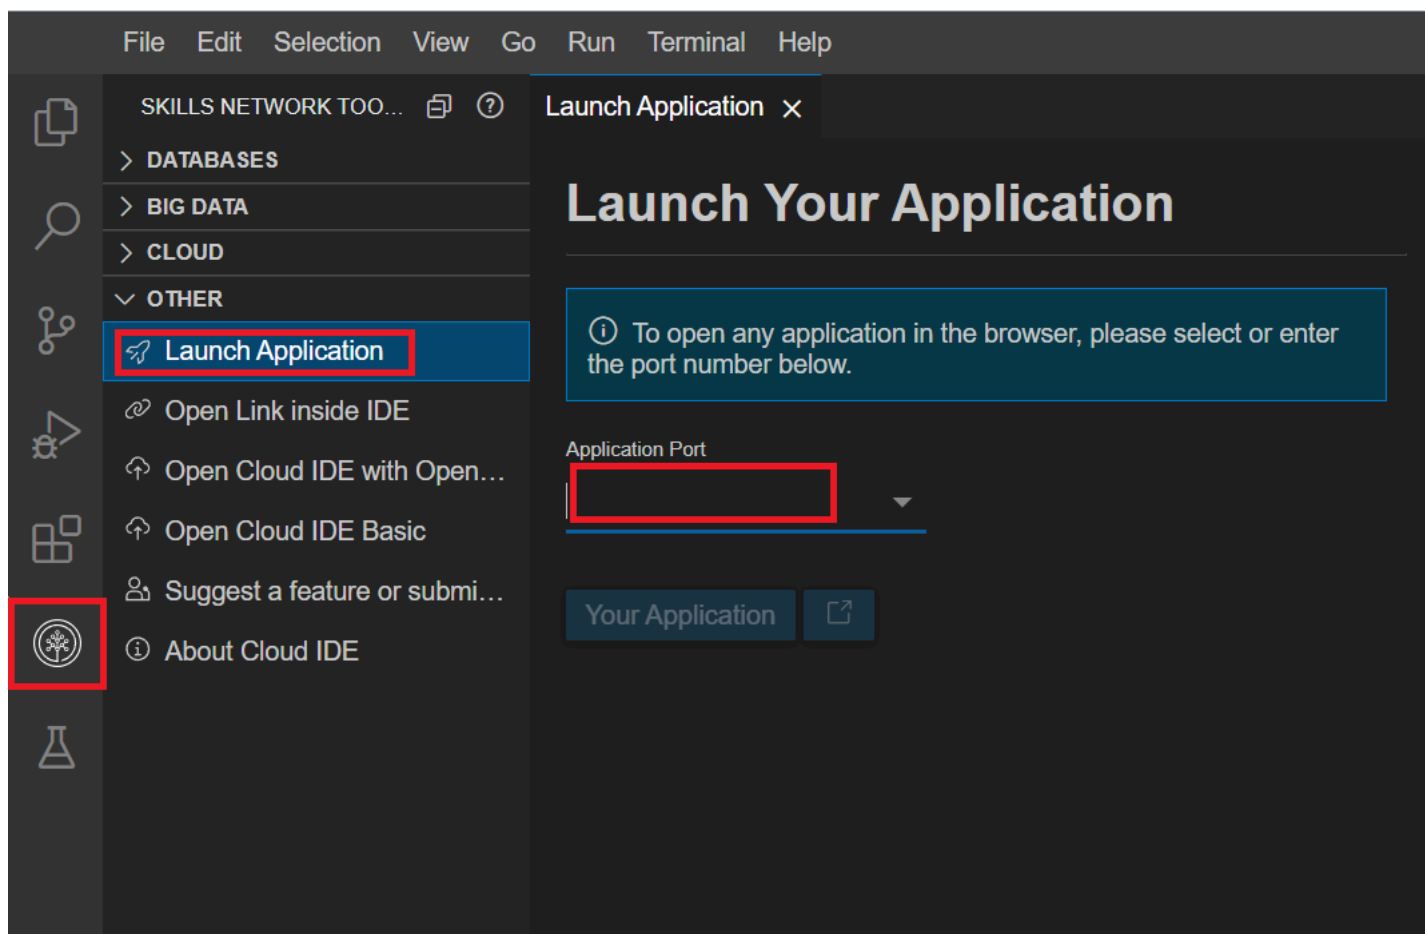 File Edit Selection View Go Run Terminal Help
SKILLS NETWORK TOO...
Launch Application
DATABASES
BIG DATA
CLOUD
OTHER
Launch Application
Open Link inside IDE
Open Cloud IDE with Open...
Open Cloud IDE Basic
Suggest a feature or submi...
About Cloud IDE
Launch Your Application
To open any application in the browser, please select or enter
the port number below.
Application Port
Your Application